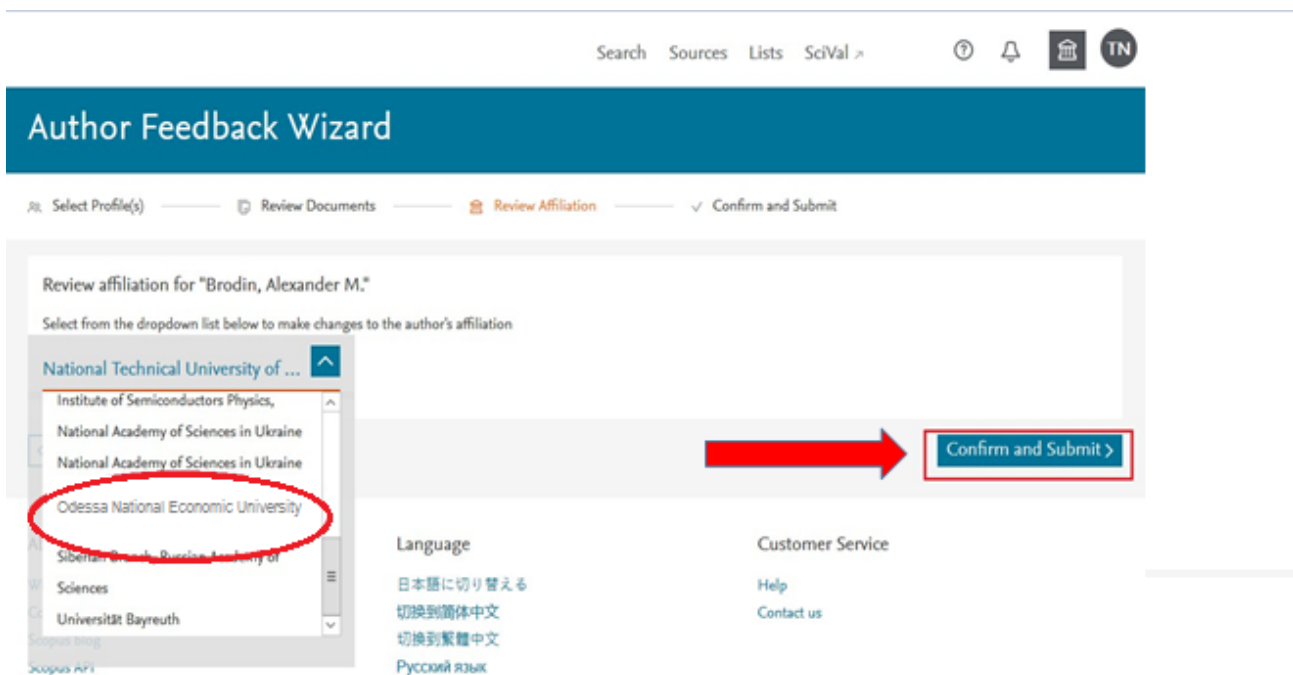 Search Sources Lists SciVal ↗
TN
Author Feedback Wizard
Select Profile(s) Review Documents Review Affiliation Confirm and Submit
Review affiliation for "Brodin, Alexander M."
Select from the dropdown list below to make changes to the author's affiliation
National Technical University of ...
Institute of Semiconductors Physics,
National Academy of Sciences in Ukraine
National Academy of Sciences in Ukraine
Odessa National Economic University
Siberian Branch, Russian Academy of
Sciences
Universität Bayreuth
Confirm and Submit >
Scopus blog
Scopus API
Language
日本語に切り替える
切换到简体中文
切換到繁體中文
Русский язык
Customer Service
Help
Contact us